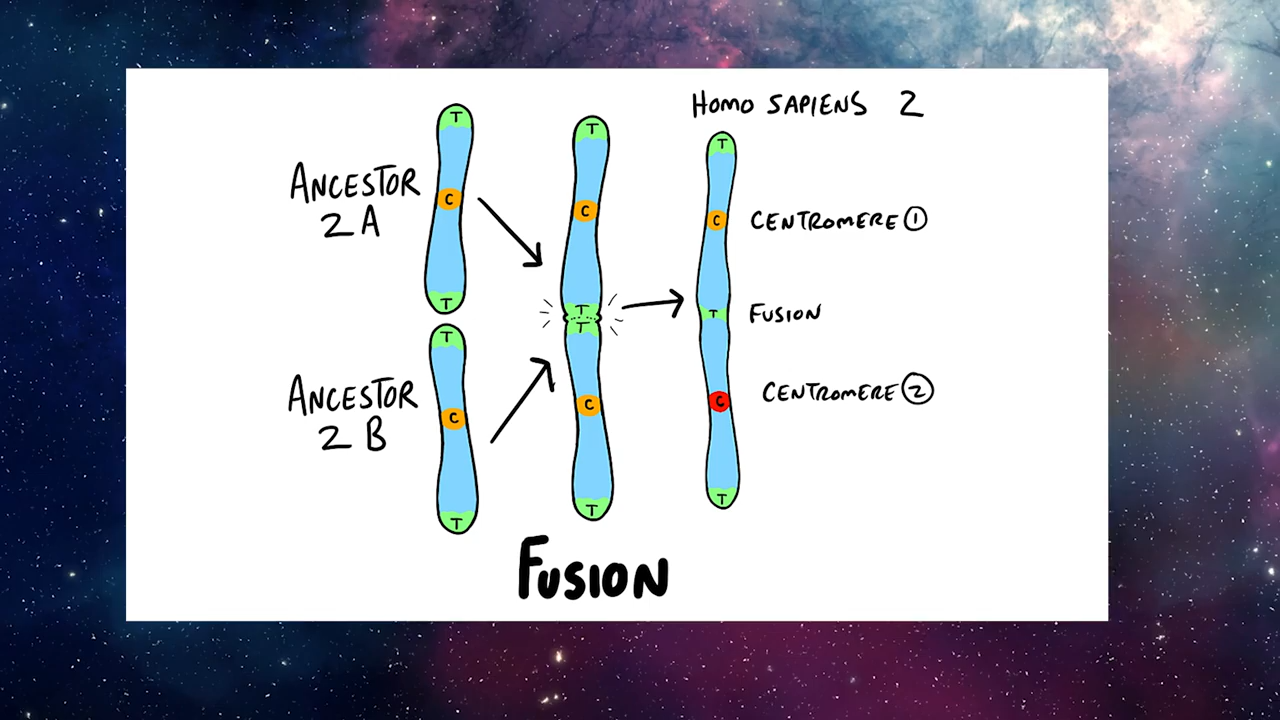 HOMO SAPIENS 2
T
T
T
ANCESTOR
2 A
C
C
C
CENTROMERE ①
T
T
T
T
T
FUSION
T
ANCESTOR
2 B
C
C
C
CENTROMERE ②
T
T
T
FUSION